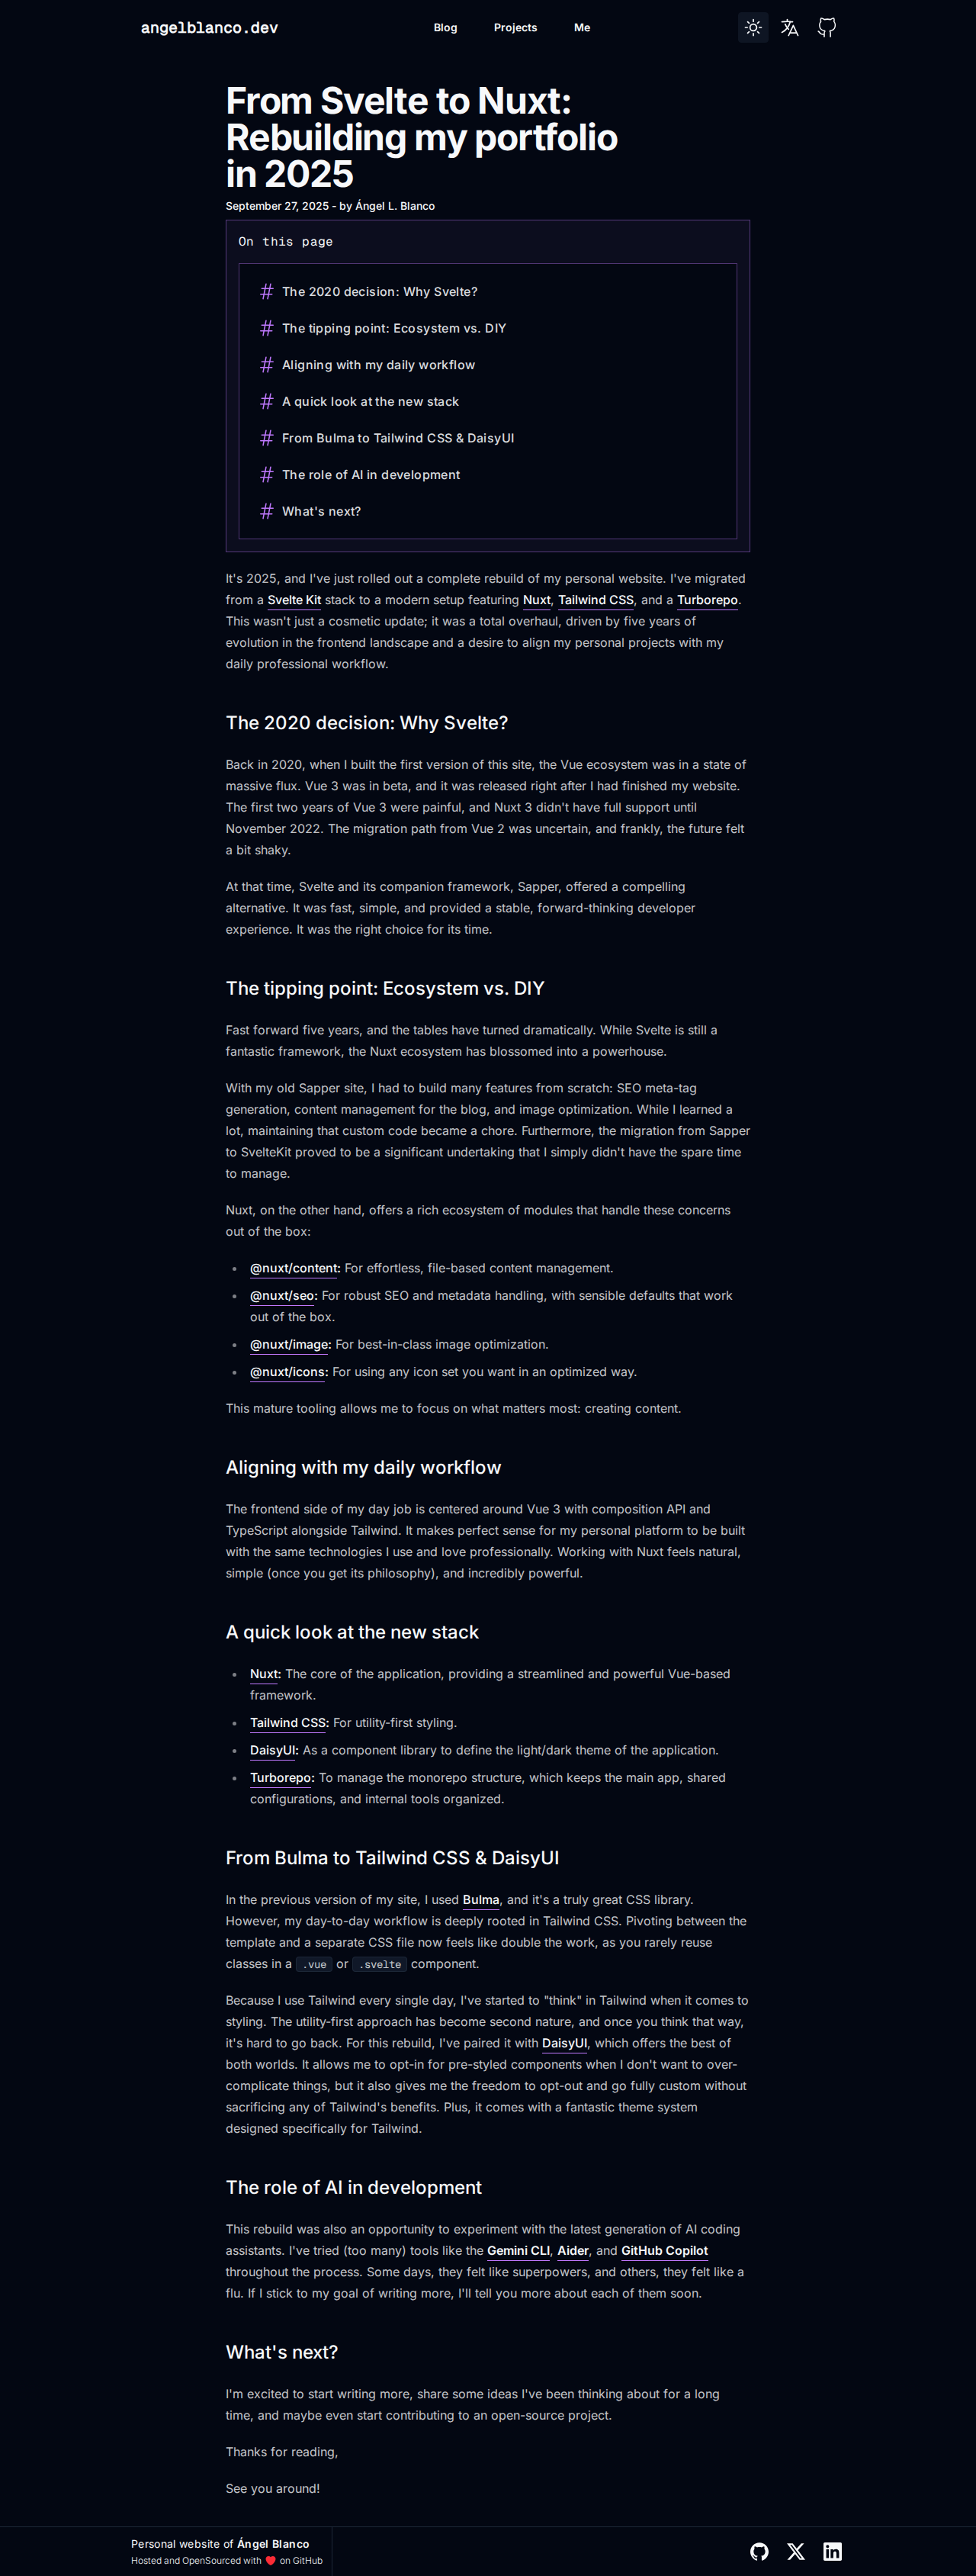 angelblanco.dev
Blog
Projects
Me
From Svelte to Nuxt:
Rebuilding my portfolio
in 2025
September 27, 2025 - by Ángel L. Blanco
On this page
# The 2020 decision: Why Svelte?
# The tipping point: Ecosystem vs. DIY
# Aligning with my daily workflow
# A quick look at the new stack
# From Bulma to Tailwind CSS & DaisyUI
# The role of AI in development
# What's next?
It's 2025, and I've just rolled out a complete rebuild of my personal website. I've migrated
from a Svelte Kit stack to a modern setup featuring Nuxt, Tailwind CSS, and a Turborepo.
This wasn't just a cosmetic update; it was a total overhaul, driven by five years of
evolution in the frontend landscape and a desire to align my personal projects with my
daily professional workflow.
The 2020 decision: Why Svelte?
Back in 2020, when I built the first version of this site, the Vue ecosystem was in a state of
massive flux. Vue 3 was in beta, and it was released right after I had finished my website.
The first two years of Vue 3 were painful, and Nuxt 3 didn't have full support until
November 2022. The migration path from Vue 2 was uncertain, and frankly, the future felt
a bit shaky.
At that time, Svelte and its companion framework, Sapper, offered a compelling
alternative. It was fast, simple, and provided a stable, forward-thinking developer
experience. It was the right choice for its time.
The tipping point: Ecosystem vs. DIY
Fast forward five years, and the tables have turned dramatically. While Svelte is still a
fantastic framework, the Nuxt ecosystem has blossomed into a powerhouse.
With my old Sapper site, I had to build many features from scratch: SEO meta-tag
generation, content management for the blog, and image optimization. While I learned a
lot, maintaining that custom code became a chore. Furthermore, the migration from Sapper
to SvelteKit proved to be a significant undertaking that I simply didn't have the spare time
to manage.
Nuxt, on the other hand, offers a rich ecosystem of modules that handle these concerns
out of the box:
• @nuxt/content: For effortless, file-based content management.
• @nuxt/seo: For robust SEO and metadata handling, with sensible defaults that work
out of the box.
• @nuxt/image: For best-in-class image optimization.
• @nuxt/icons: For using any icon set you want in an optimized way.
This mature tooling allows me to focus on what matters most: creating content.
Aligning with my daily workflow
The frontend side of my day job is centered around Vue 3 with composition API and
TypeScript alongside Tailwind. It makes perfect sense for my personal platform to be built
with the same technologies I use and love professionally. Working with Nuxt feels natural,
simple (once you get its philosophy), and incredibly powerful.
A quick look at the new stack
• Nuxt: The core of the application, providing a streamlined and powerful Vue-based
framework.
• Tailwind CSS: For utility-first styling.
• DaisyUI: As a component library to define the light/dark theme of the application.
• Turborepo: To manage the monorepo structure, which keeps the main app, shared
configurations, and internal tools organized.
From Bulma to Tailwind CSS & DaisyUI
In the previous version of my site, I used Bulma, and it's a truly great CSS library.
However, my day-to-day workflow is deeply rooted in Tailwind CSS. Pivoting between the
template and a separate CSS file now feels like double the work, as you rarely reuse
classes in a .vue or .svelte component.
Because I use Tailwind every single day, I've started to "think" in Tailwind when it comes to
styling. The utility-first approach has become second nature, and once you think that way,
it's hard to go back. For this rebuild, I've paired it with DaisyUI, which offers the best of
both worlds. It allows me to opt-in for pre-styled components when I don't want to over-
complicate things, but it also gives me the freedom to opt-out and go fully custom without
sacrificing any of Tailwind's benefits. Plus, it comes with a fantastic theme system
designed specifically for Tailwind.
The role of AI in development
This rebuild was also an opportunity to experiment with the latest generation of AI coding
assistants. I've tried (too many) tools like the Gemini CLI, Aider, and GitHub Copilot
throughout the process. Some days, they felt like superpowers, and others, they felt like a
flu. If I stick to my goal of writing more, I'll tell you more about each of them soon.
What's next?
I'm excited to start writing more, share some ideas I've been thinking about for a long
time, and maybe even start contributing to an open-source project.
Thanks for reading,
See you around!
Personal website of Ángel Blanco
Hosted and OpenSourced with ❤️ on GitHub